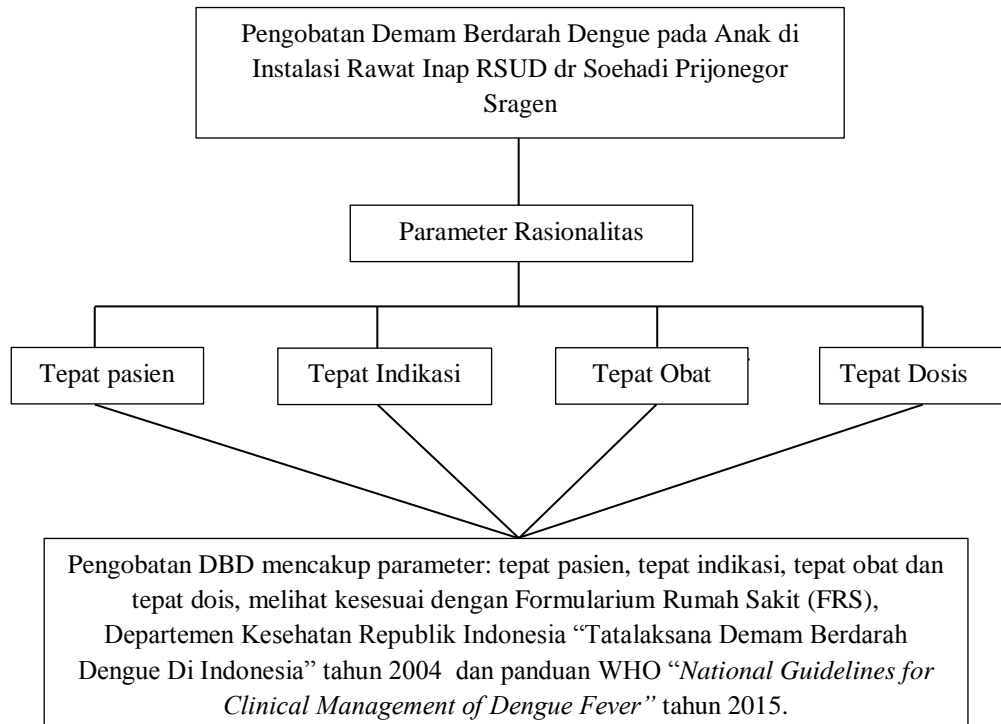 Pengobatan Demam Berdarah Dengue pada Anak di
Instalasi Rawat Inap RSUD dr Soehadi Prijonegor
Sragen
Parameter Rasionalitas
Tepat pasien
Tepat Indikasi
Tepat Obat
Tepat Dosis
Pengobatan DBD mencakup parameter: tepat pasien, tepat indikasi, tepat obat dan
tepat dois, melihat kesesuai dengan Formularium Rumah Sakit (FRS),
Departemen Kesehatan Republik Indonesia “Tatalaksana Demam Berdarah
Dengue Di Indonesia” tahun 2004 dan panduan WHO “National Guidelines for
Clinical Management of Dengue Fever” tahun 2015.